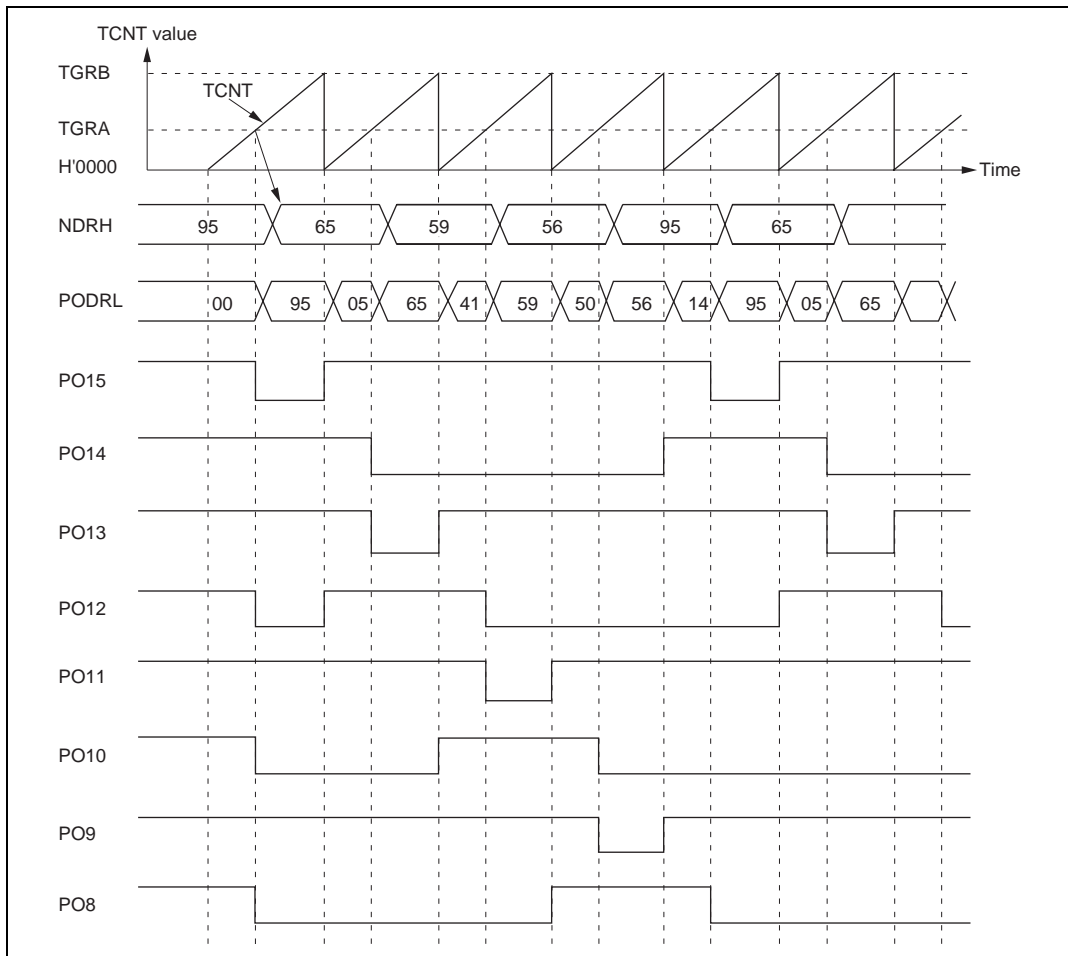 TCNT value
TGRB
TCNT
TGRA
H'0000
Time
NDRH 95 65 59 56 95 65
PODRL 00 95 05 65 41 59 50 56 14 95 05 65
PO15
PO14
PO13
PO12
PO11
PO10
PO9
PO8